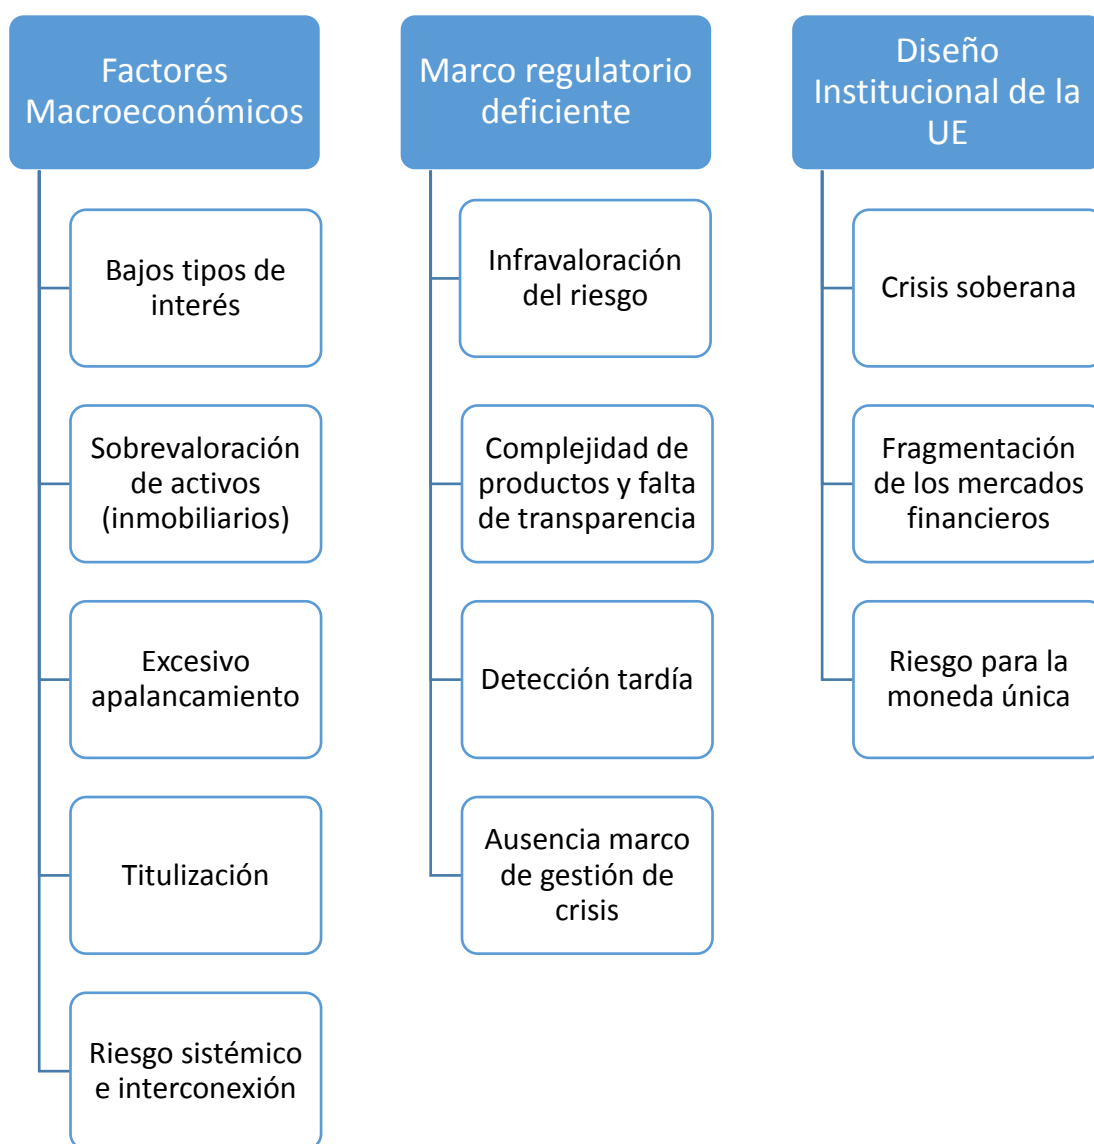 Factores
Macroeconómicos
Bajos tipos de
interés
Sobrevaloración
de activos
(inmobiliarios)
Excesivo
apalancamiento
Titulización
Riesgo sistémico
e interconexión
Marco regulatorio
deficiente
Infravaloración
del riesgo
Complejidad de
productos y falta
de transparencia
Detección tardía
Ausencia marco
de gestión de
crisis
Diseño
Institucional de la
UE
Crisis soberana
Fragmentación
de los mercados
financieros
Riesgo para la
moneda única